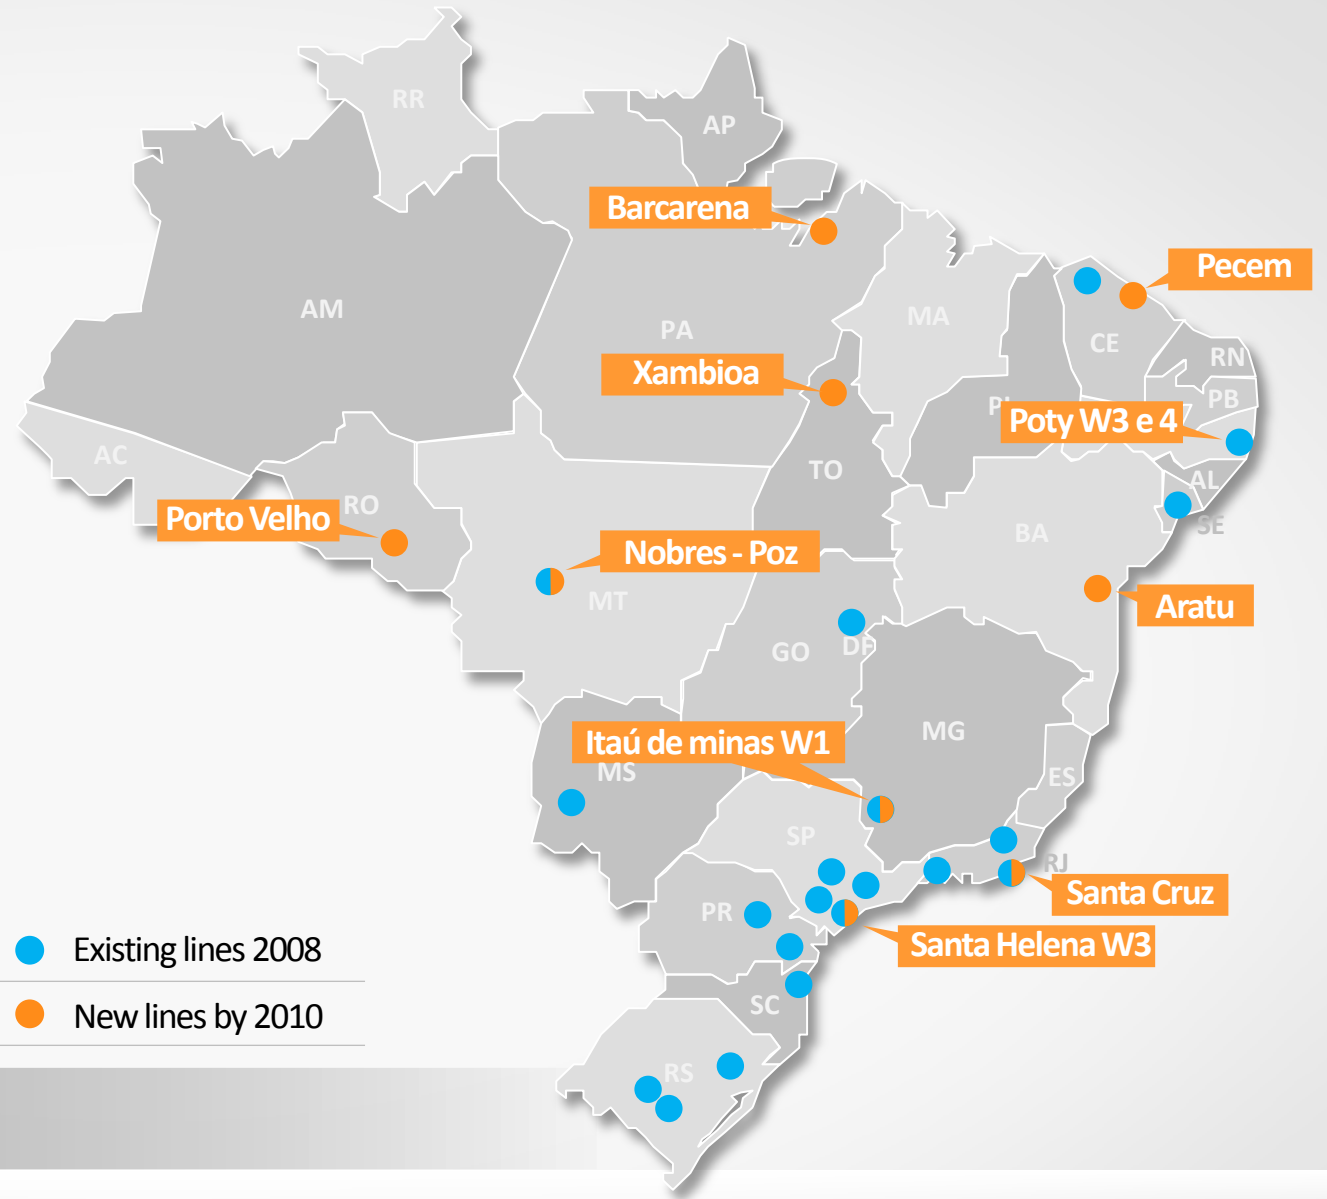 RR
AP
Barcarena
Pecem
AM
PA
MA
CE
RN
Xambioa
PB
Poty W3 e 4
AC
TO
AL
RO
Porto Velho
SE
BA
Nobres - Poz
MT
Aratu
GO
DF
Itaú de minas W1
MG
MS
ES
SP
RJ
Santa Cruz
PR
Santa Helena W3
Existing lines 2008
SC
New lines by 2010
RS